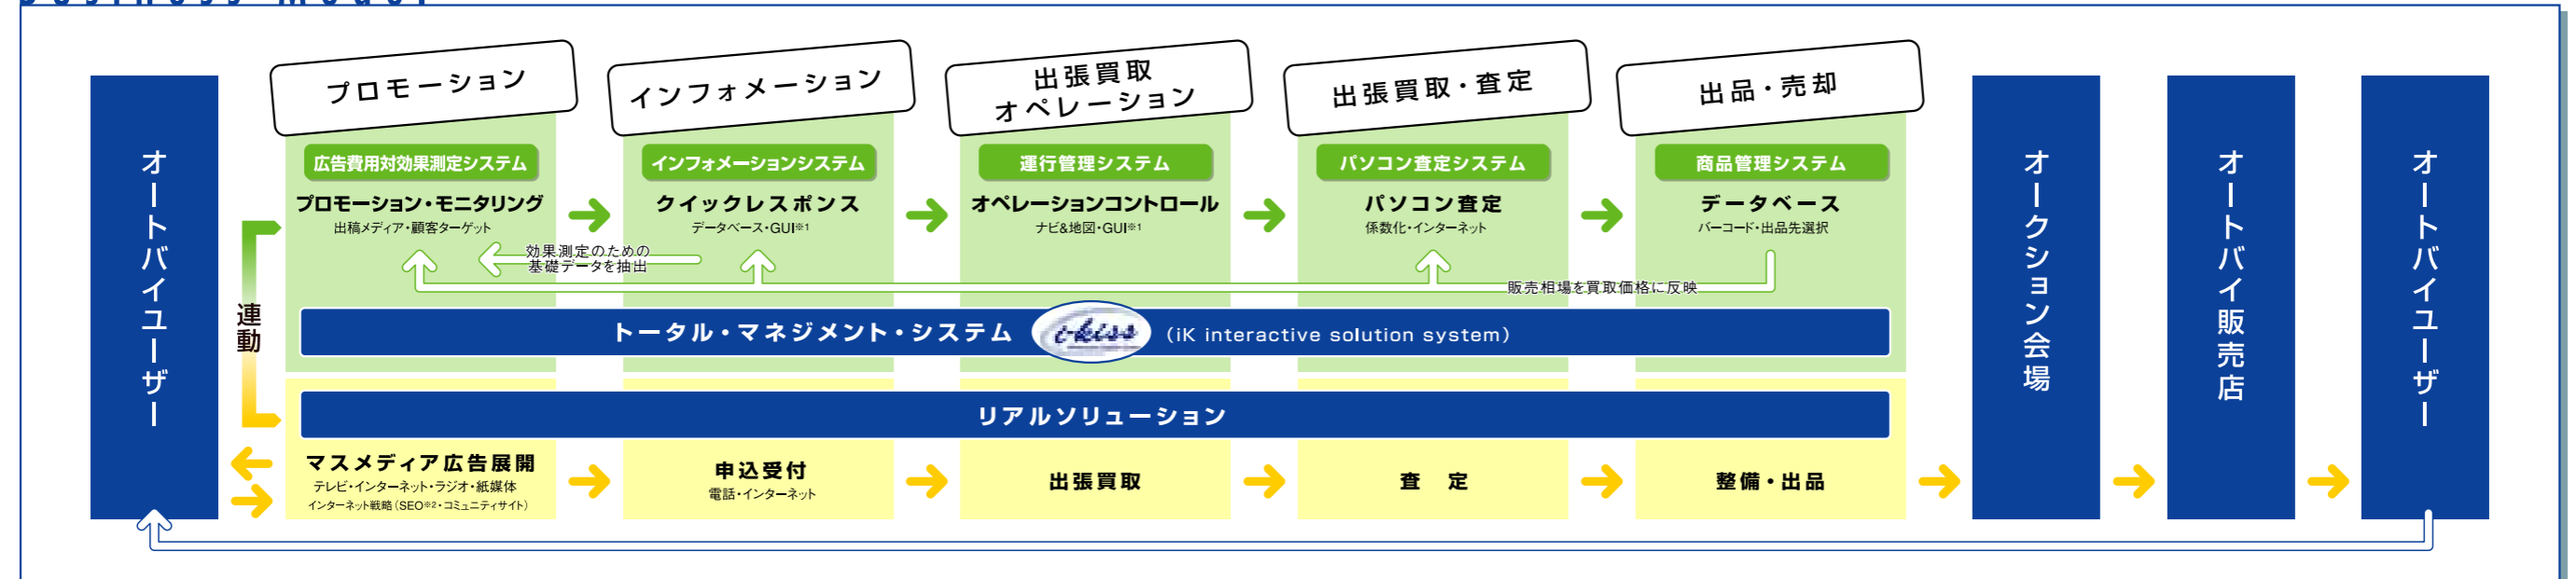 Business Model
オートバイユーザー
プロモーション
インフォメーション
出張買取
オペレーション
出張買取・査定
出品・売却
広告費用対効果測定システム
プロモーション・モニタリング
出稿メディア・顧客ターゲット
インフォメーションシステム
クイックレスポンス
データベース・GUI※1
運行管理システム
オペレーションコントロール
ナビ&地図・GUI※1
パソコン査定システム
パソコン査定
係数化・インターネット
商品管理システム
データベース
バーコード・出品先選択
効果測定のための
基礎データを抽出
販売相場を買取価格に反映
連動
トータル・マネジメント・システム i-kiss (iK interactive solution system)
リアルソリューション
マスメディア広告展開
テレビ・インターネット・ラジオ・紙媒体
インターネット戦略(SEO※2・コミュニティサイト)
申込受付
電話・インターネット
出張買取
査 定
整備・出品
オークション会場
オートバイ販売店
オートバイユーザー